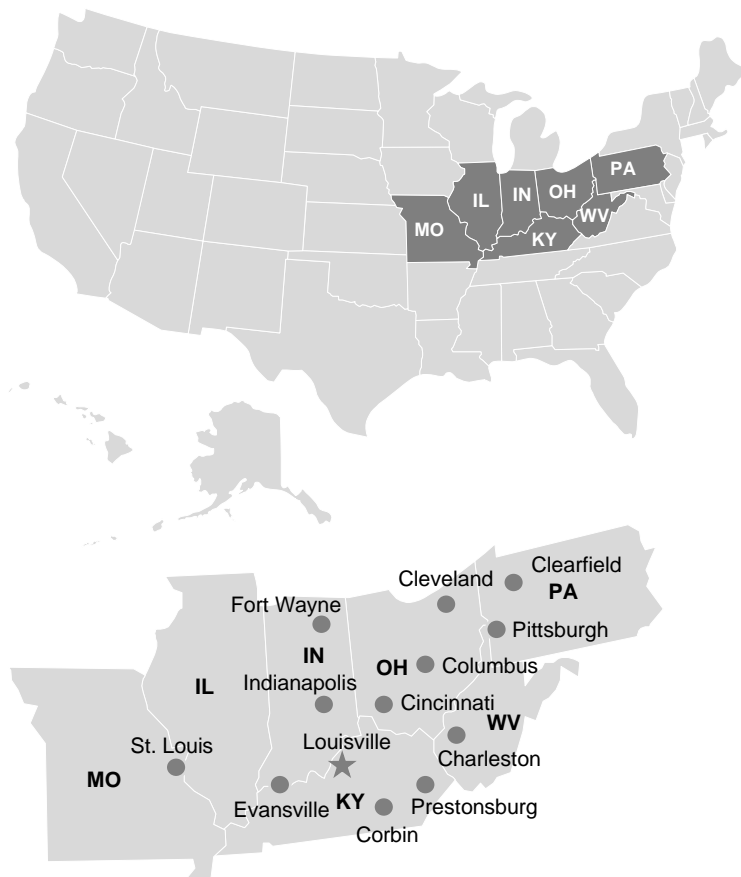 PA
OH
IN
IL
WV
MO
KY
Clearfield
Cleveland
PA
Fort Wayne
Pittsburgh
IN
OH
Columbus
IL
Indianapolis
Cincinnati
WV
Louisville
St. Louis
Charleston
MO
KY
Evansville
Prestonsburg
Corbin